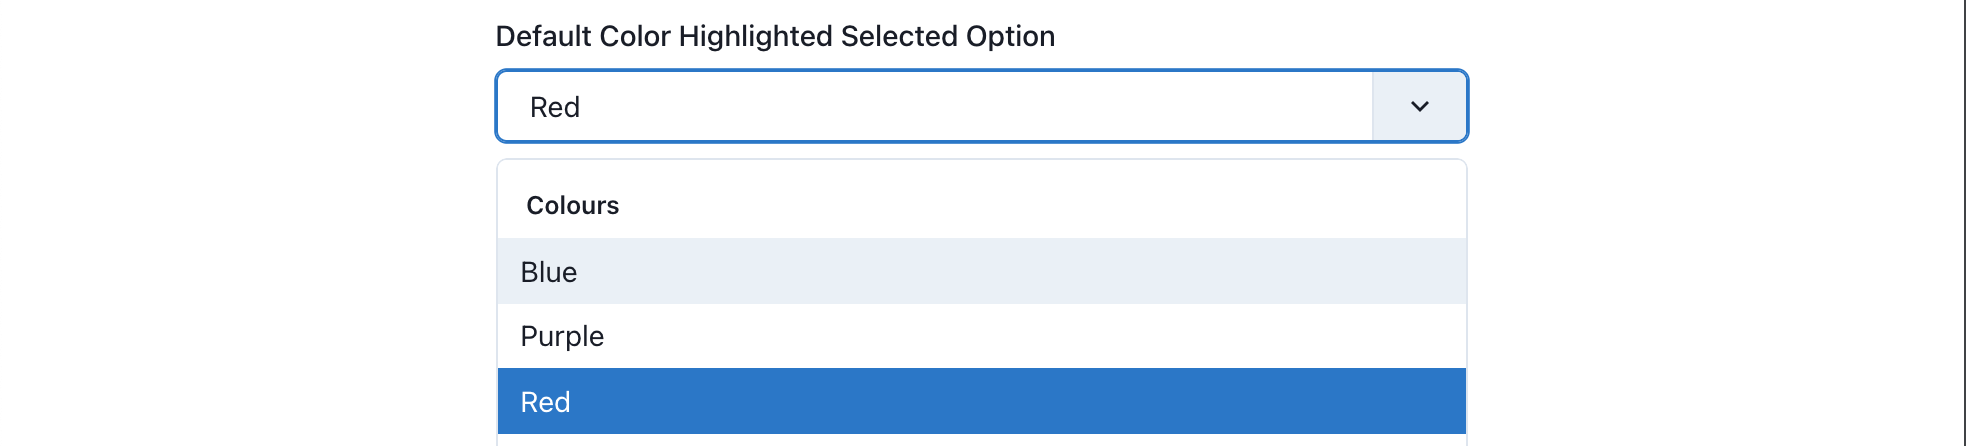 Default Color Highlighted Selected Option
Red
Colours
Blue
Purple
Red